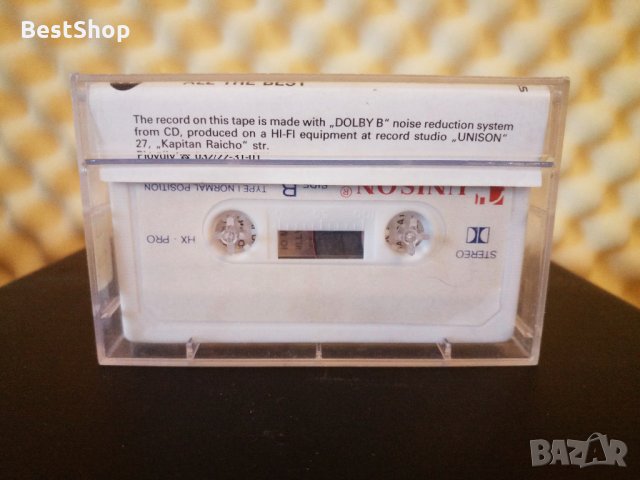 BestShop
ALL THE BEST
The record on this tape is made with „DOLBY B“ noise reduction system
from CD, produced on a HI-FI equipment at record studio „UNISON“
27, „Kapitan Raicho“ str.
UNISON ®
SIDE B
TYPE I NORMAL POSITION
STEREO
HX - PRO
BAZAR